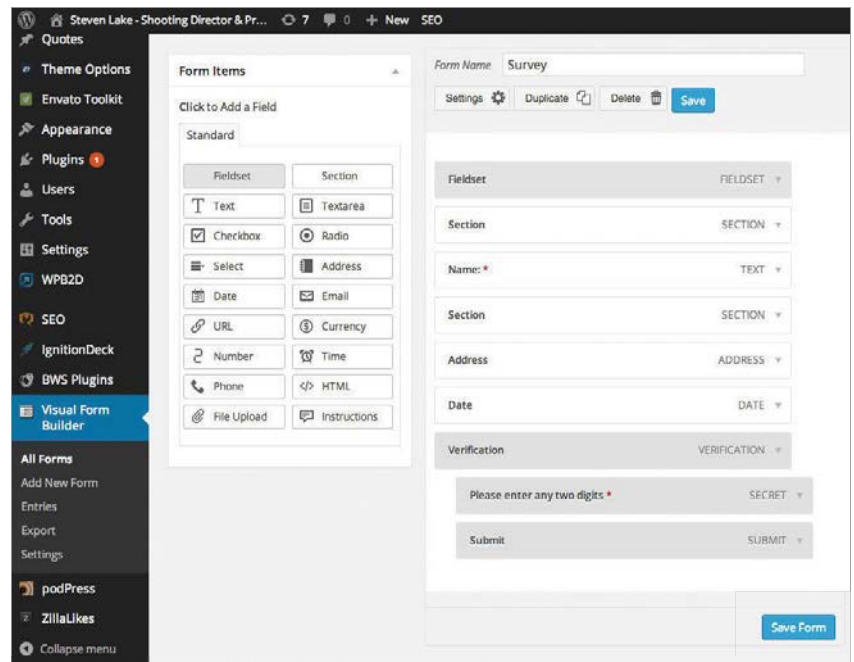 Steven Lake - Shooting Director & Pr... 7 0 + New SEO
Quotes
Theme Options
Envato Toolkit
Appearance
Plugins 1
Users
Tools
Settings
WPB2D
SEO
IgnitionDeck
BWS Plugins
Visual Form
Builder
All Forms
Add New Form
Entries
Export
Settings
podPress
ZillaLikes
Collapse menu
Form Items
Click to Add a Field
Standard
Fieldset Section
Text Textarea
Checkbox Radio
Select Address
Date Email
URL Currency
Number Time
Phone HTML
File Upload Instructions
Form Name Survey
Settings Duplicate Delete Save
Fieldset FIELDSET
Section SECTION
Name: * TEXT
Section SECTION
Address ADDRESS
Date DATE
Verification VERIFICATION
Please enter any two digits * SECRET
Submit SUBMIT
Save Form